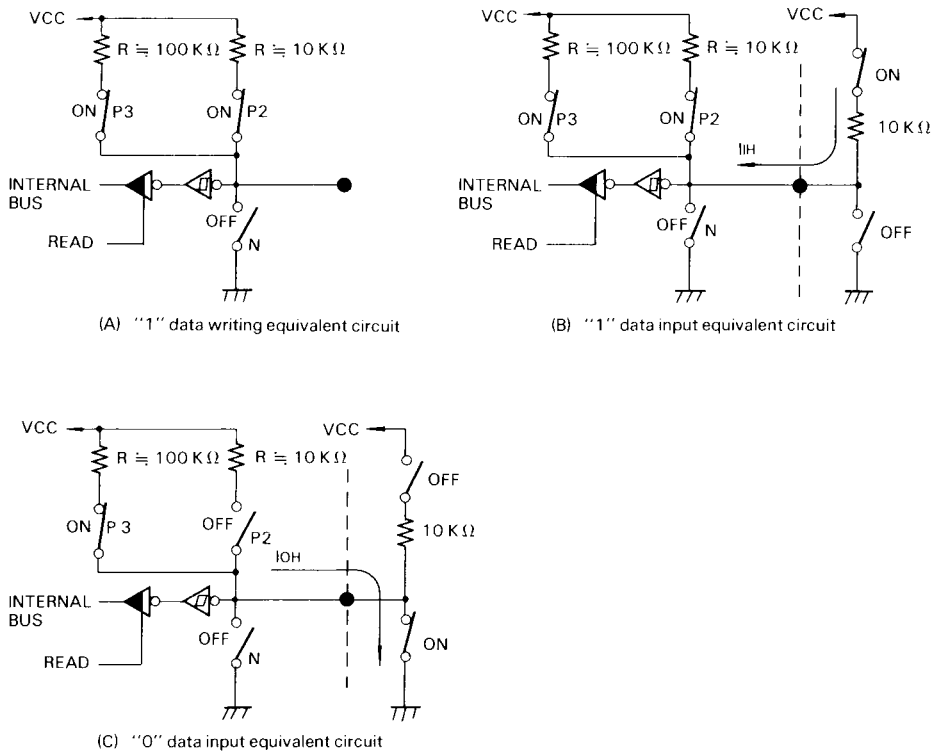 VCC
R ≒ 100 KΩ
R ≒ 10 KΩ
ON P3
ON P2
INTERNAL
BUS
OFF
N
READ
(A) "1" data writing equivalent circuit
VCC
R ≒ 100 KΩ
R ≒ 10 KΩ
VCC
ON
10 KΩ
ON P3
ON P2
IIH
INTERNAL
BUS
OFF
N
OFF
READ
(B) "1" data input equivalent circuit
VCC
R ≒ 100 KΩ
R ≒ 10 KΩ
VCC
OFF
10 KΩ
ON P3
OFF
P2
IOH
INTERNAL
BUS
OFF
N
ON
READ
(C) "0" data input equivalent circuit